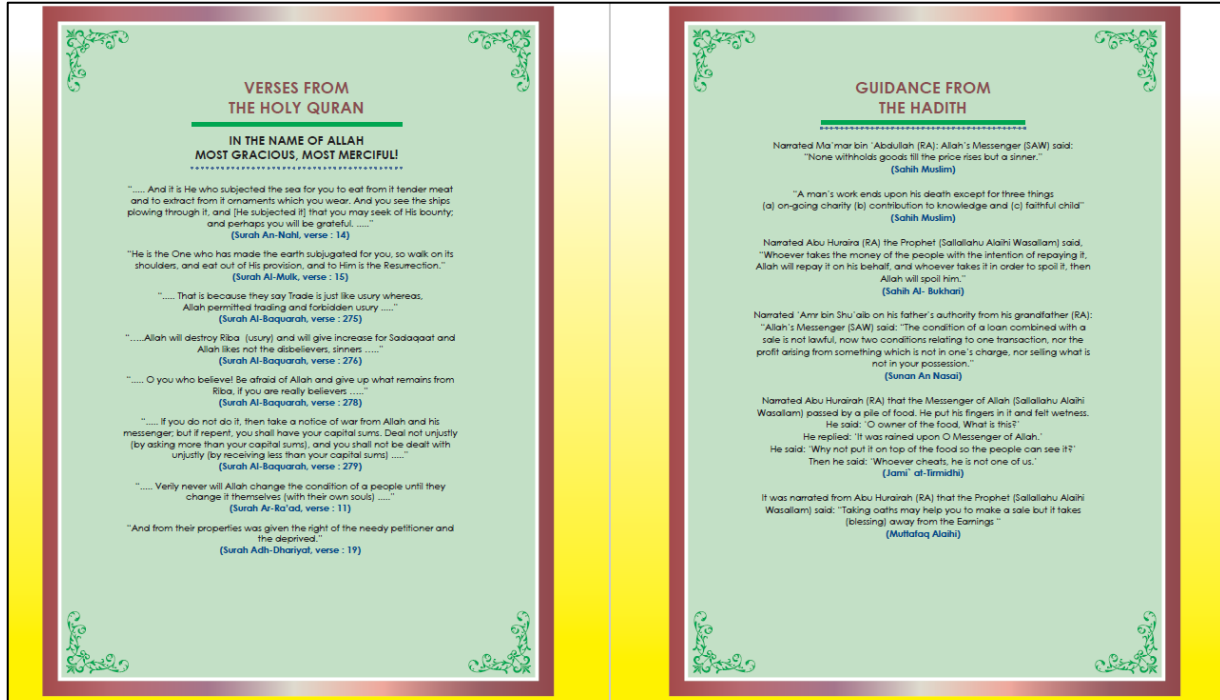 VERSES FROM
THE HOLY QURAN
IN THE NAME OF ALLAH
MOST GRACIOUS, MOST MERCIFUL!
"..... And it is He who subjected the sea for you to eat from it tender meat
and to extract from it ornaments which you wear. And you see the ships
plowing through it, and [He subjected it] that you may seek of His bounty;
and perhaps you will be grateful. ....."
(Surah An-Nahl, verse : 14)
"He is the One who has made the earth subjugated for you, so walk on its
shoulders, and eat out of His provision, and to Him is the Resurrection."
(Surah Al-Mulk, verse : 15)
"..... That is because they say Trade is just like usury whereas,
Allah permitted trading and forbidden usury ....."
(Surah Al-Baquarah, verse : 275)
".....Allah will destroy Riba (usury) and will give increase for Sadaqaat and
Allah likes not the disbelievers, sinners ....."
(Surah Al-Baquarah, verse : 276)
"..... O you who believe! Be afraid of Allah and give up what remains from
Riba, if you are really believers ....."
(Surah Al-Baquarah, verse : 278)
"..... If you do not do it, then take a notice of war from Allah and his
messenger; but if repent, you shall have your capital sums. Deal not unjustly
(by asking more than your capital sums), and you shall not be dealt with
unjustly (by receiving less than your capital sums) ....."
(Surah Al-Baquarah, verse : 279)
"..... Verily never will Allah change the condition of a people until they
change it themselves (with their own souls) ....."
(Surah Ar-Ra'ad, verse : 11)
"And from their properties was given the right of the needy petitioner and
the deprived."
(Surah Adh-Dhariyat, verse : 19)
GUIDANCE FROM
THE HADITH
Narrated Ma`mar bin `Abdullah (RA): Allah's Messenger (SAW) said:
"None withholds goods till the price rises but a sinner."
(Sahih Muslim)
"A man's work ends upon his death except for three things
(a) on-going charity (b) contribution to knowledge and (c) faithful child"
(Sahih Muslim)
Narrated Abu Huraira (RA) the Prophet (Sallallahu Alaihi Wasallam) said,
"Whoever takes the money of the people with the intention of repaying it,
Allah will repay it on his behalf, and whoever takes it in order to spoil it, then
Allah will spoil him."
(Sahih Al- Bukhari)
Narrated `Amr bin Shu`aib on his father's authority from his grandfather (RA):
"Allah's Messenger (SAW) said: "The condition of a loan combined with a
sale is not lawful, now two conditions relating to one transaction, nor the
profit arising from something which is not in one's charge, nor selling what is
not in your possession."
(Sunan An Nasai)
Narrated Abu Hurairah (RA) that the Messenger of Allah (Sallallahu Alaihi
Wasallam) passed by a pile of food. He put his fingers in it and felt wetness.
He said: 'O owner of the food, What is this?'
He replied: 'It was rained upon O Messenger of Allah.'
He said: 'Why not put it on top of the food so the people can see it?'
Then he said: 'Whoever cheats, he is not one of us.'
(Jami` at-Tirmidhi)
It was narrated from Abu Hurairah (RA) that the Prophet (Sallallahu Alaihi
Wasallam) said: "Taking oaths may help you to make a sale but it takes
(blessing) away from the Earnings "
(Muttafaq Alaihi)